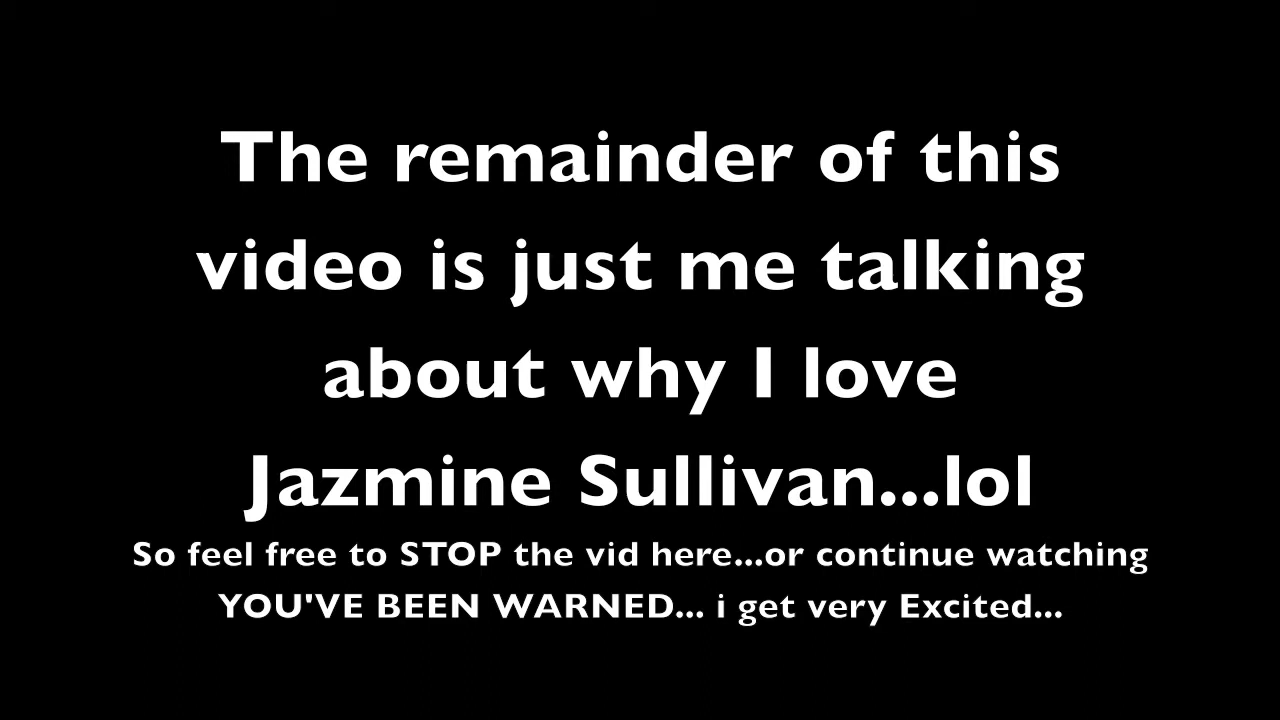 The remainder of this
video is just me talking
about why I love
Jazmine Sullivan...lol
So feel free to STOP the vid here...or continue watching
YOU'VE BEEN WARNED... i get very Excited...